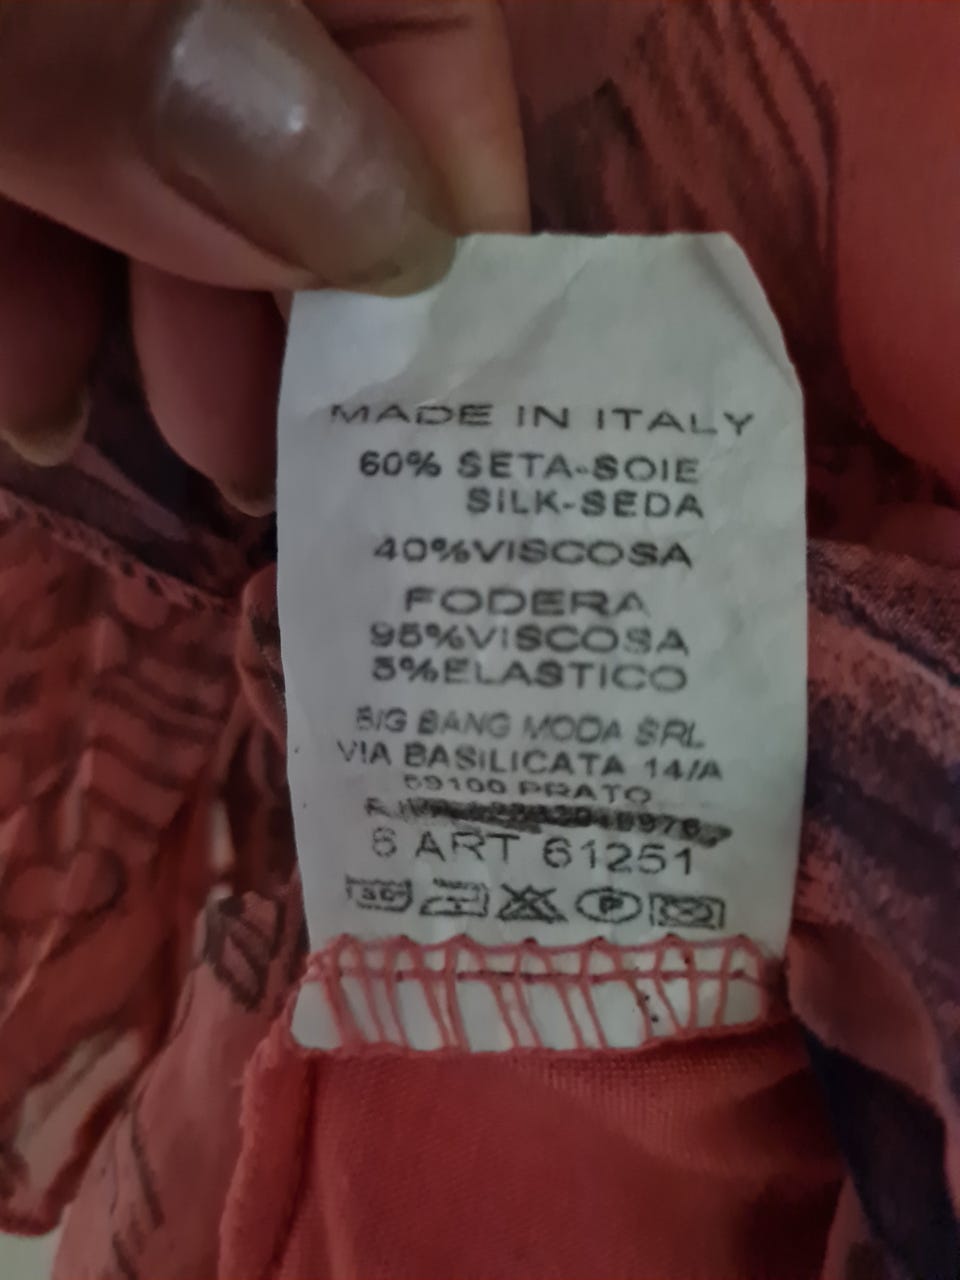 MADE IN ITALY
60% SETA-SOIE
SILK-SEDA
40%VISCOSA
FODERA
95%VISCOSA
5%ELASTICO
BIG BANG MODA SRL
VIA BASILICATA 14/A
59100 PRATO
6 ART 61251
30 P